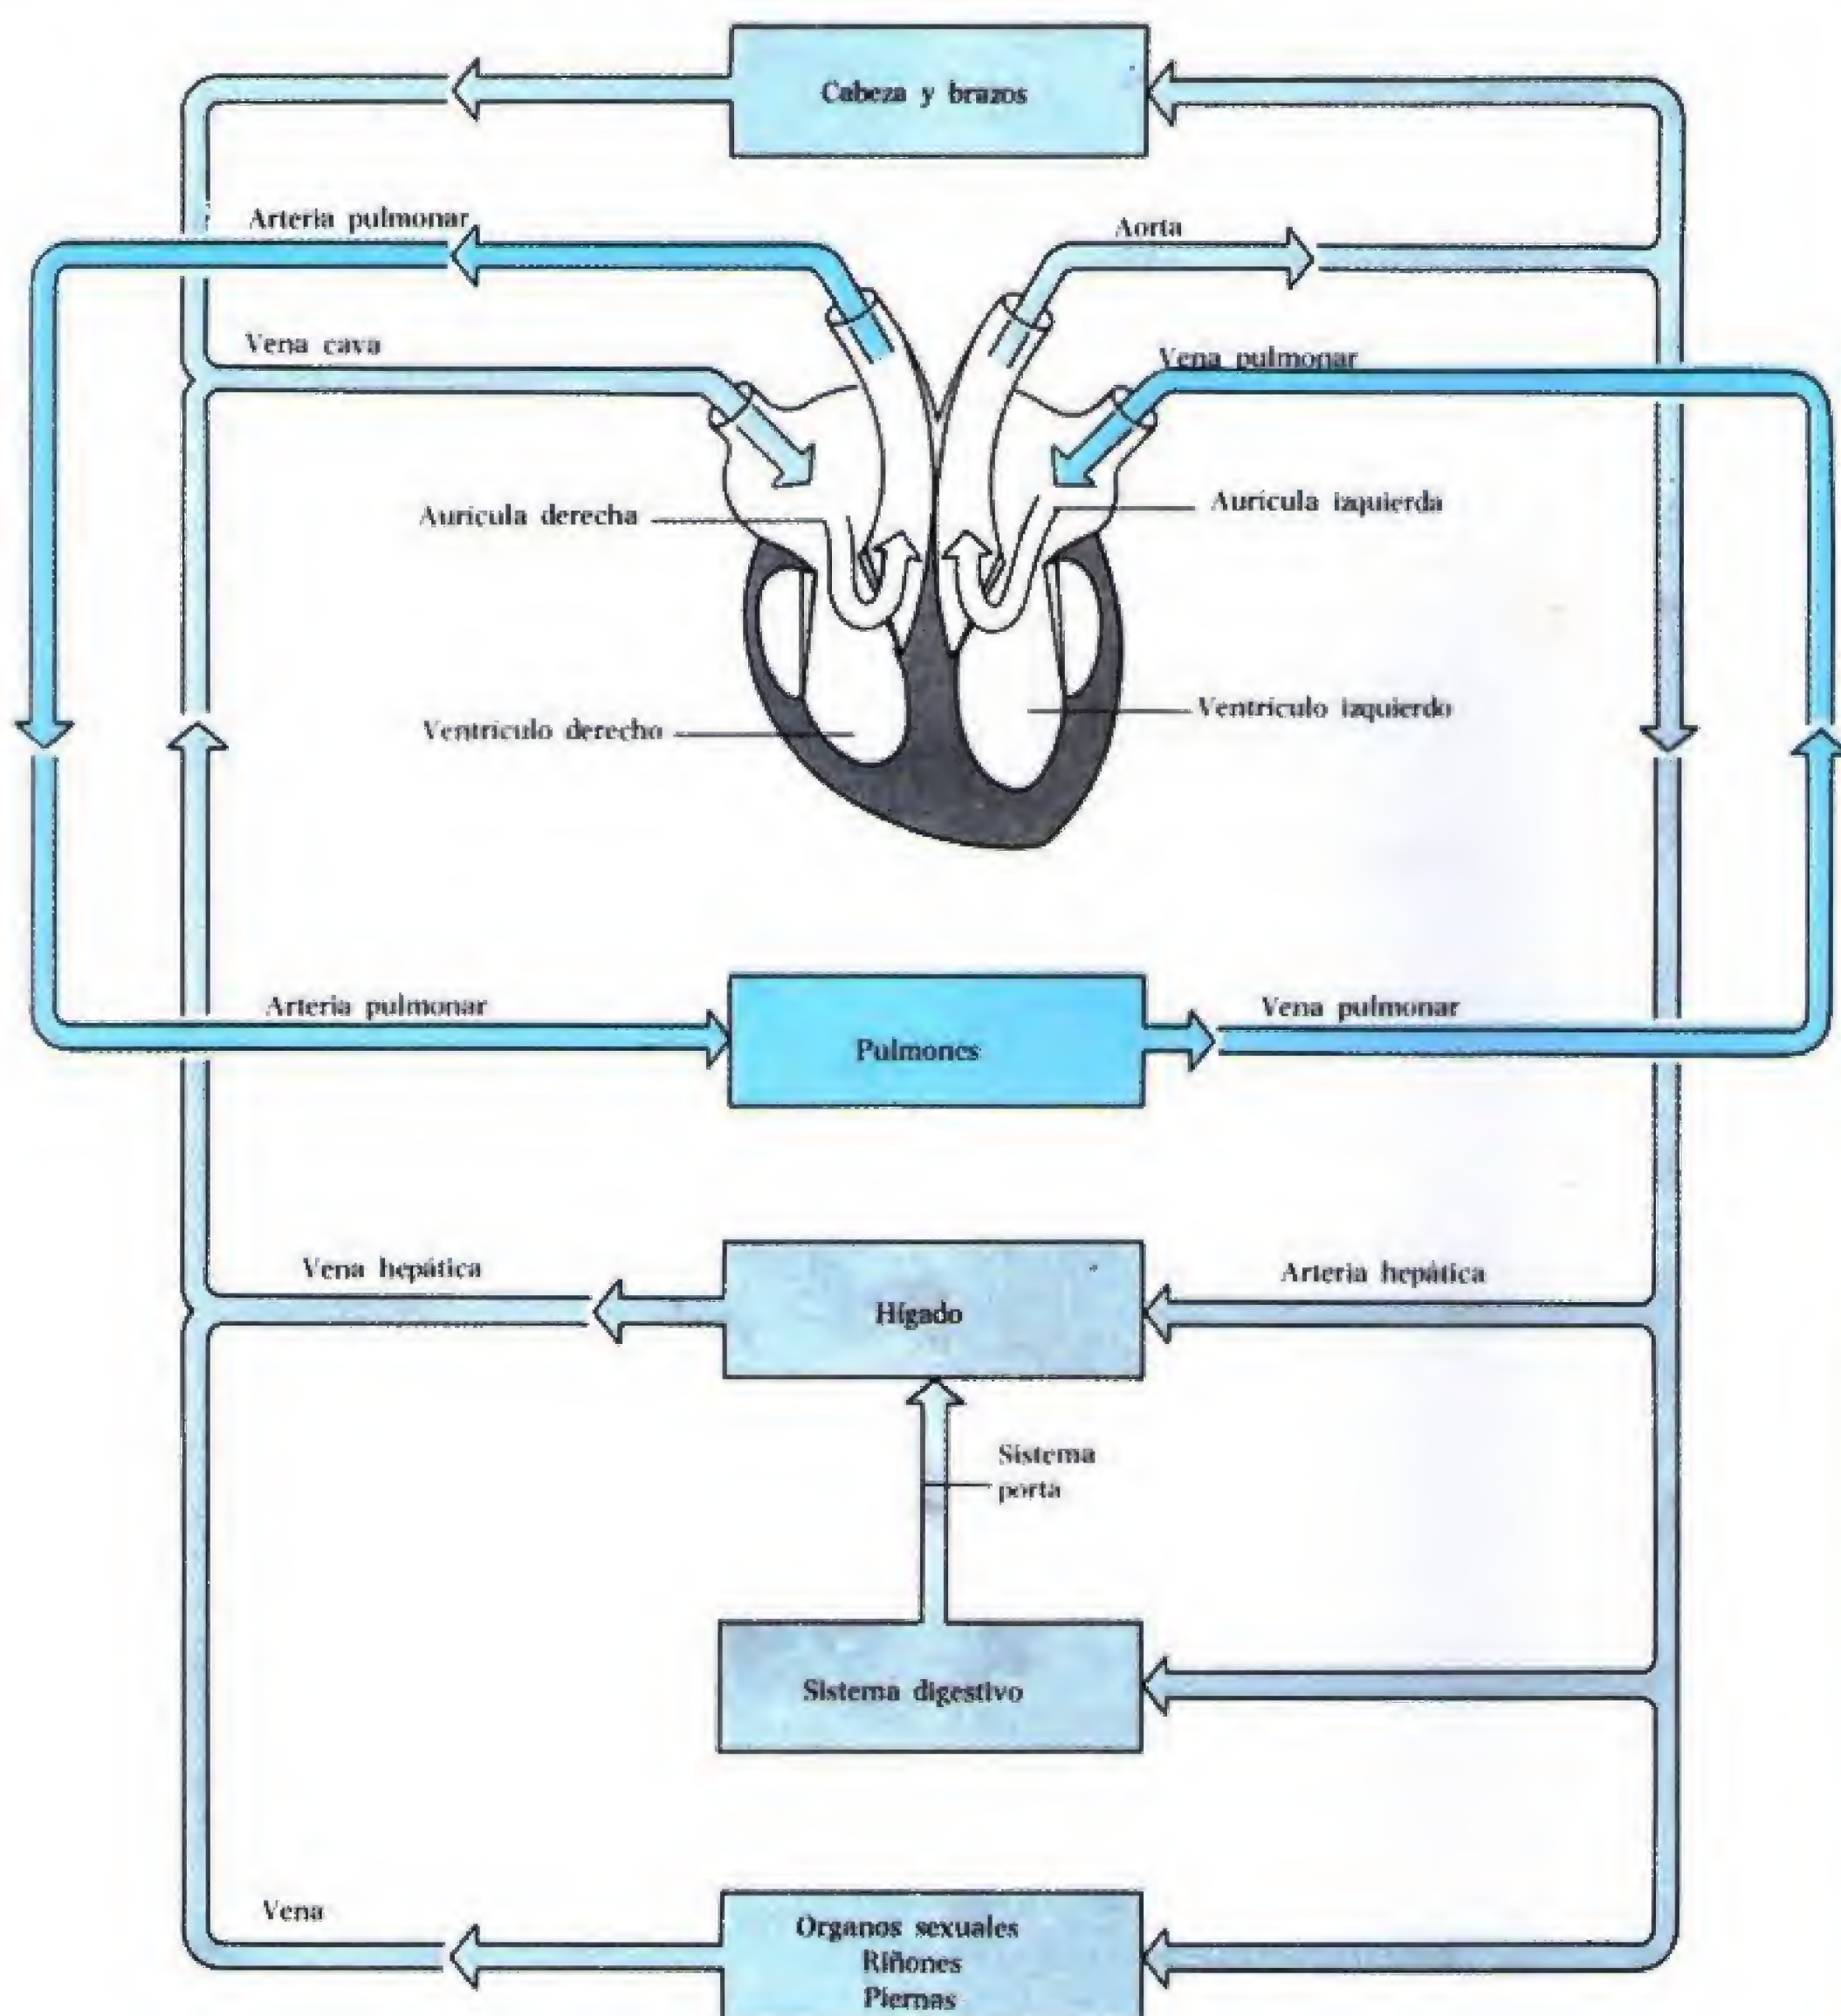 Cabeza y brazos
Arteria pulmonar
Aorta
Vena cava
Vena pulmonar
Aurícula derecha
Aurícula izquierda
Ventrículo derecho
Ventrículo izquierdo
Arteria pulmonar
Vena pulmonar
Pulmones
Vena hepática
Arteria hepática
Hígado
Sistema
porta
Sistema digestivo
Vena
Organos sexuales
Riñones
Piernas